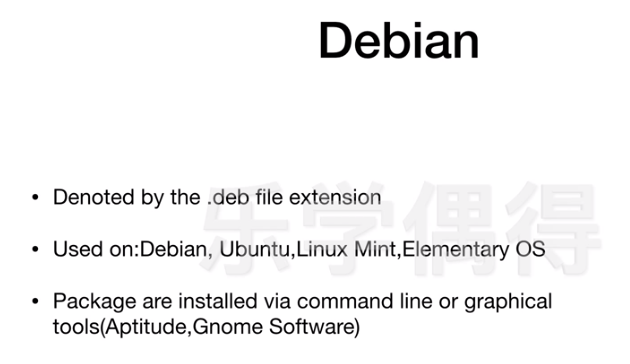 Debian
乐学偶得
• Denoted by the .deb file extension
• Used on:Debian, Ubuntu,Linux Mint,Elementary OS
• Package are installed via command line or graphical
tools(Aptitude,Gnome Software)